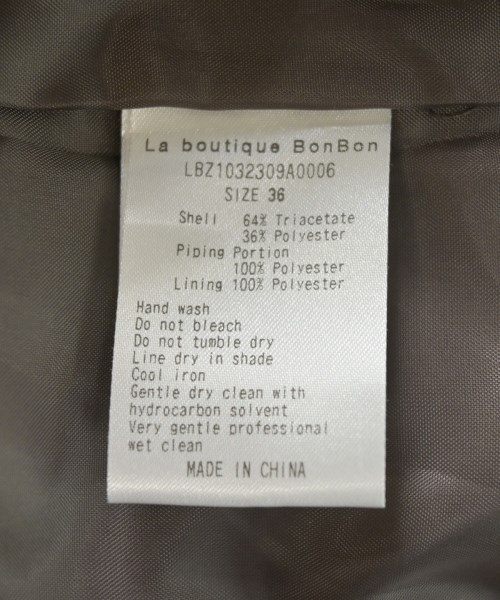 La boutique BonBon
LBZ1032309A0006
SIZE 36
Shell 64% Triacetate
36% Polyester
Piping Portion
100% Polyester
Lining 100% Polyester
Hand wash
Do not bleach
Do not tumble dry
Line dry in shade
Cool iron
Gentle dry clean with
hydrocarbon solvent
Very gentle professional
wet clean
MADE IN CHINA